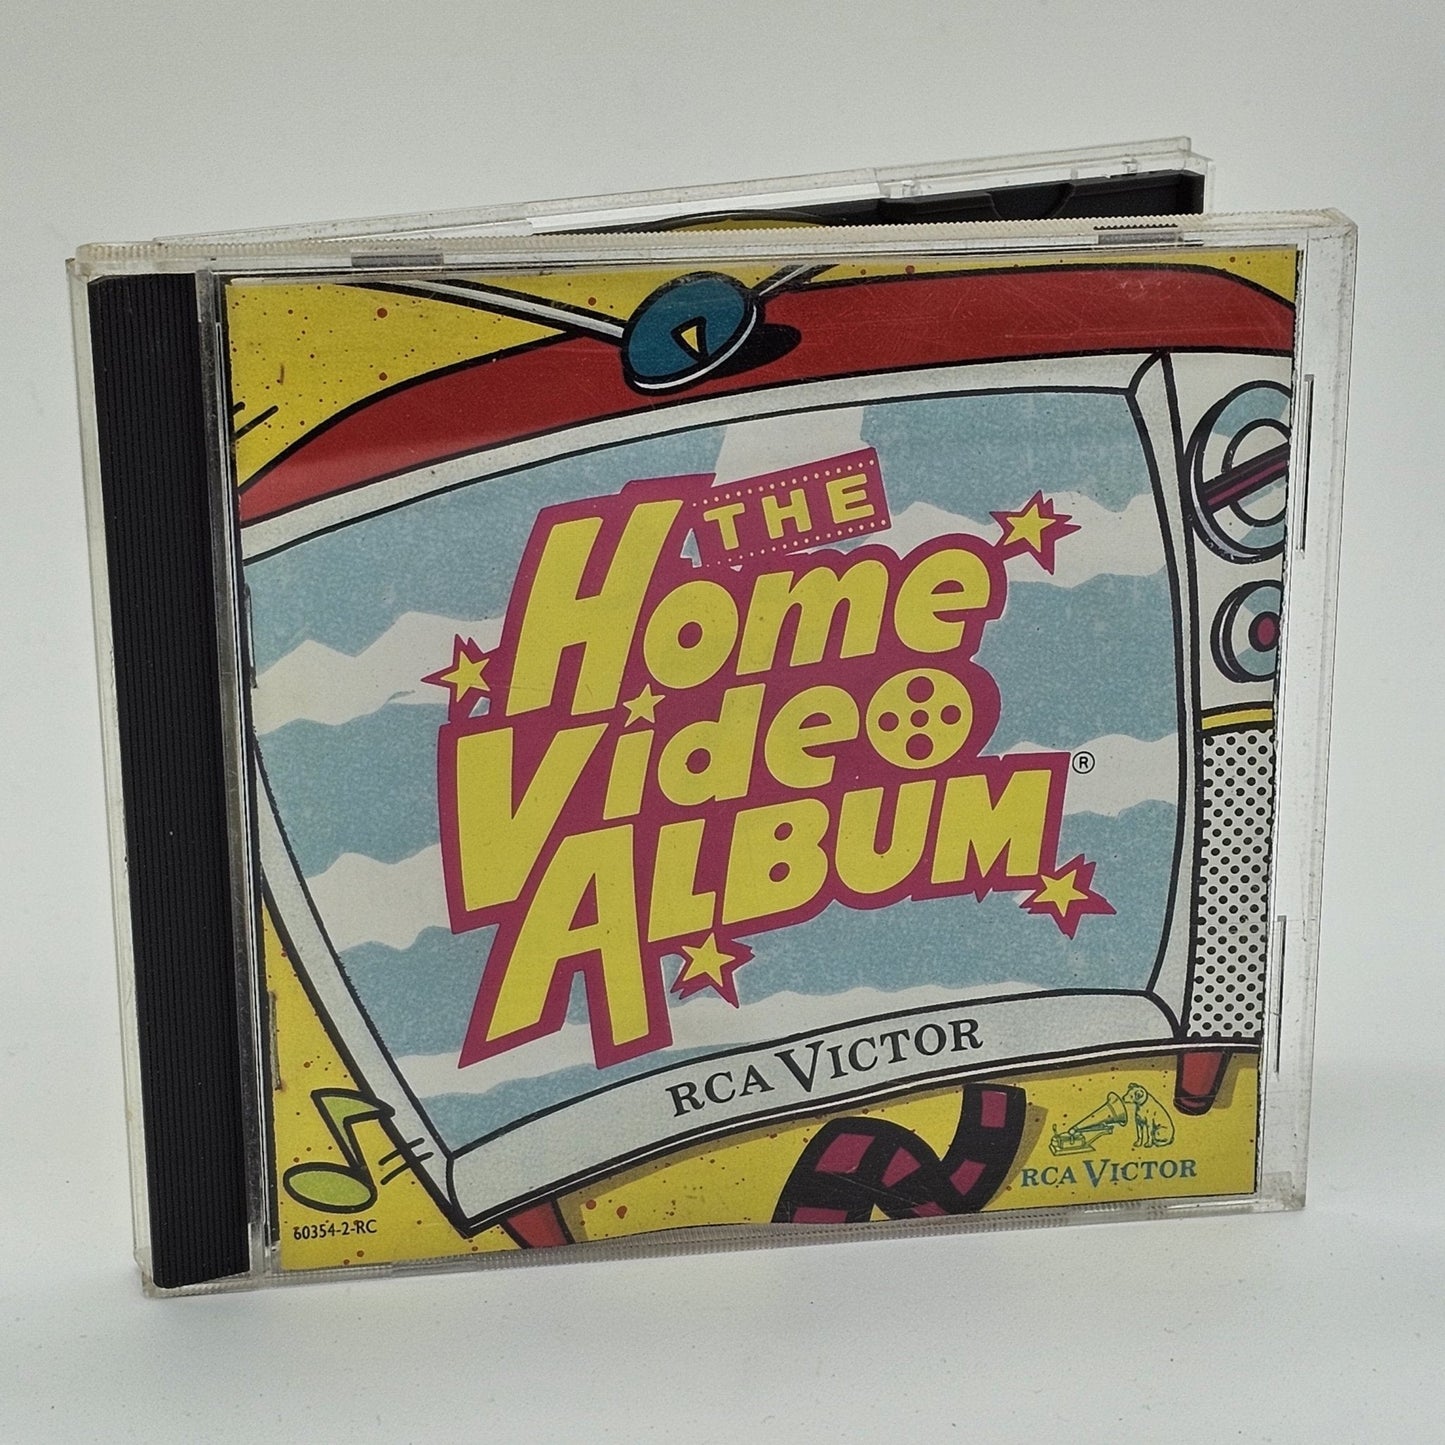 THE
Home
Video
ALBUM®
RCA VICTOR
RCA VICTOR
60354-2-RC